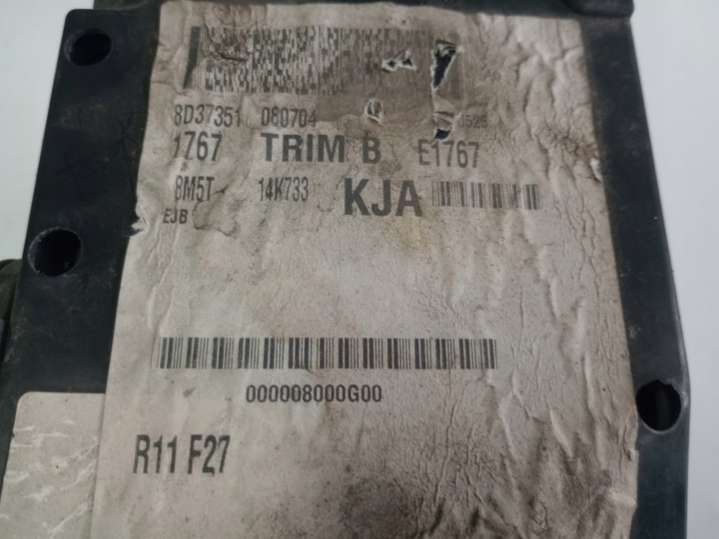 8D37351 080704
1767 TRIM B E1767
8M5T- 14K733 KJA
EJB
000008000G00
R11 F27